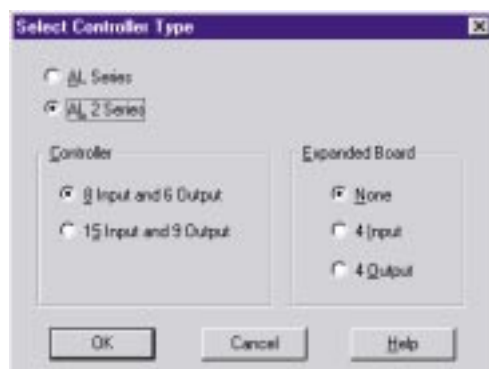 Select Controller Type
AL Series
AL 2 Series
Controller
8 Input and 6 Output
15 Input and 9 Output
Expanded Board
None
4 Input
4 Output
OK
Cancel
Help